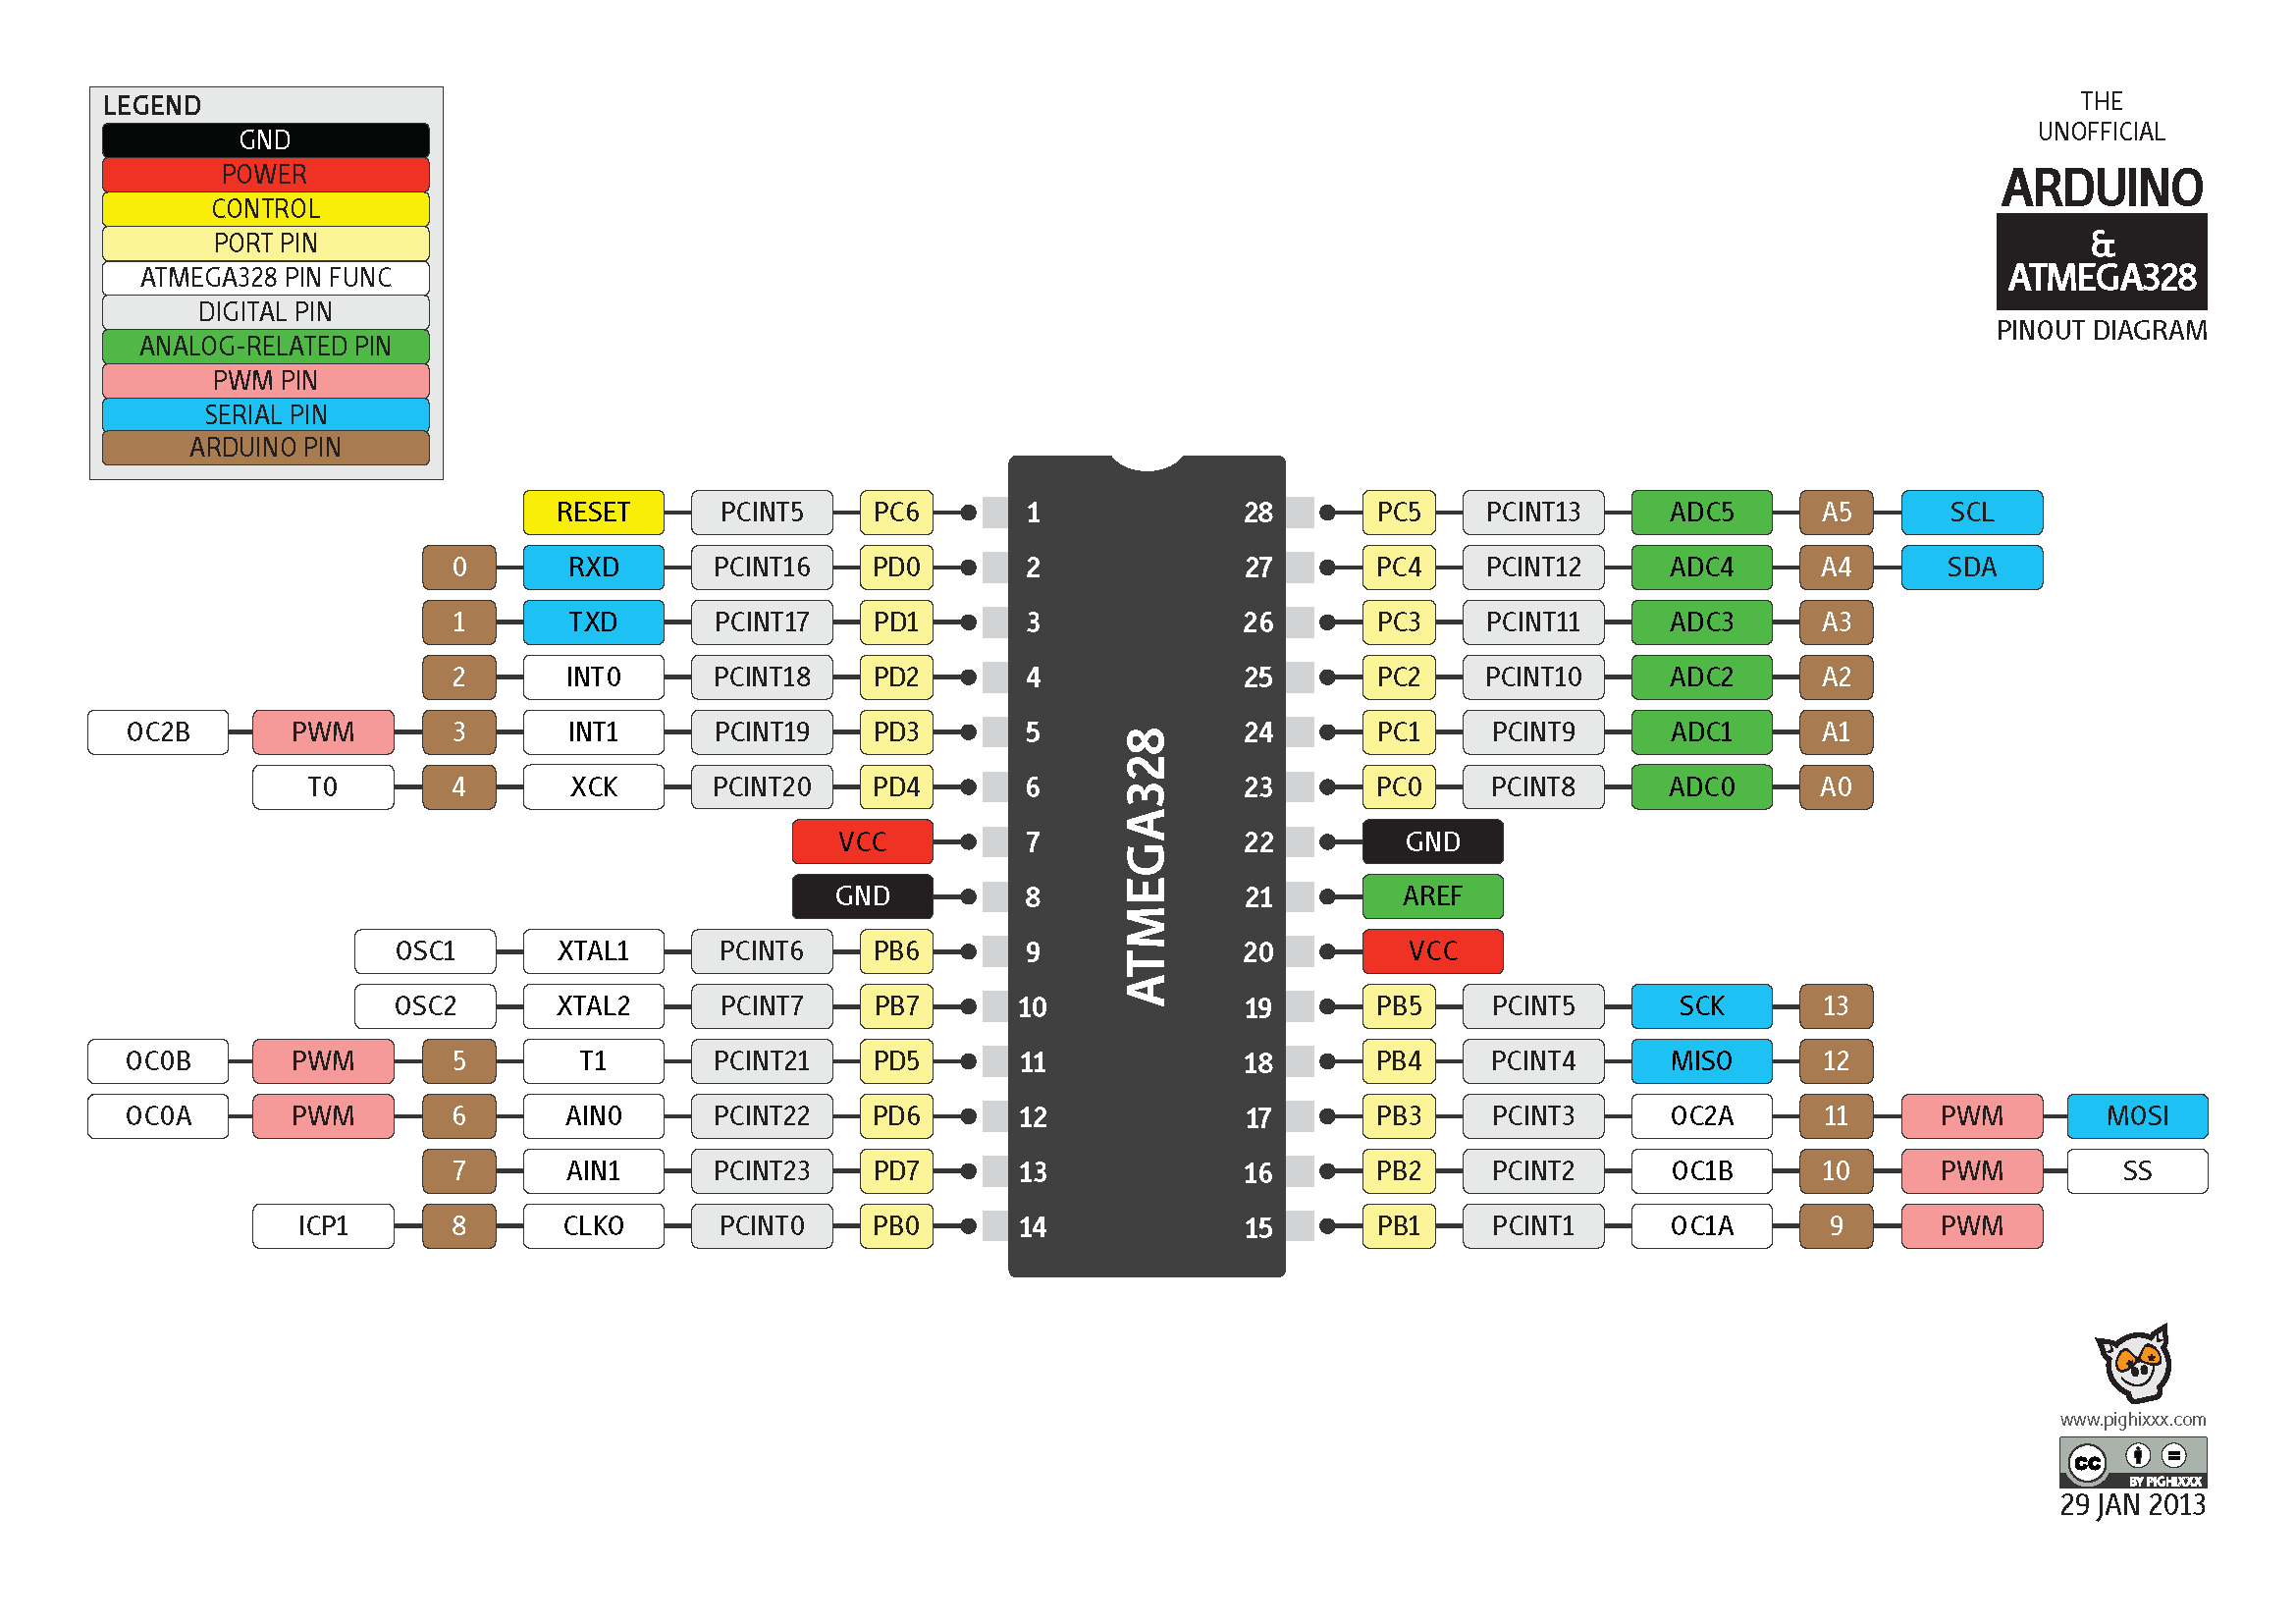 LEGEND
GND
POWER
CONTROL
PORT PIN
ATMEGA328 PIN FUNC
DIGITAL PIN
ANALOG-RELATED PIN
PWM PIN
SERIAL PIN
ARDUINO PIN
THE
UNOFFICIAL
ARDUINO
&
ATMEGA328
PINOUT DIAGRAM
RESET PCINT5 PC6 1 28 PC5 PCINT13 ADC5 A5 SCL
0 RXD PCINT16 PD0 2 27 PC4 PCINT12 ADC4 A4 SDA
1 TXD PCINT17 PD1 3 26 PC3 PCINT11 ADC3 A3
2 INT0 PCINT18 PD2 4 25 PC2 PCINT10 ADC2 A2
OC2B PWM 3 INT1 PCINT19 PD3 5 24 PC1 PCINT9 ADC1 A1
T0 4 XCK PCINT20 PD4 6 23 PC0 PCINT8 ADC0 A0
VCC 7 22 GND
GND 8 21 AREF
OSC1 XTAL1 PCINT6 PB6 9 20 VCC
OSC2 XTAL2 PCINT7 PB7 10 19 PB5 PCINT5 SCK 13
OC0B PWM 5 T1 PCINT21 PD5 11 18 PB4 PCINT4 MISO 12
OC0A PWM 6 AIN0 PCINT22 PD6 12 17 PB3 PCINT3 OC2A 11 PWM MOSI
7 AIN1 PCINT23 PD7 13 16 PB2 PCINT2 OC1B 10 PWM SS
ICP1 8 CLKO PCINT0 PB0 14 15 PB1 PCINT1 OC1A 9 PWM
ATMEGA328
www.pighixxx.com
cc
BY PIGHIXXX
29 JAN 2013